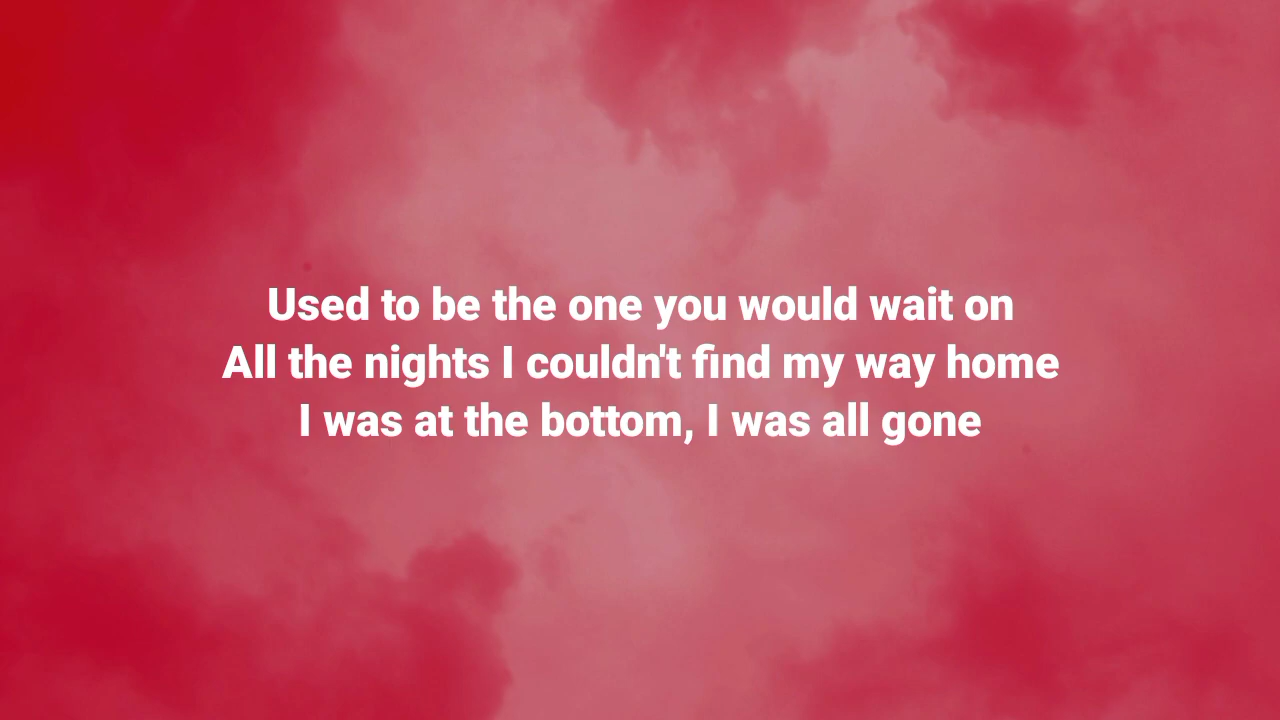 Used to be the one you would wait on
All the nights I couldn't find my way home
I was at the bottom, I was all gone